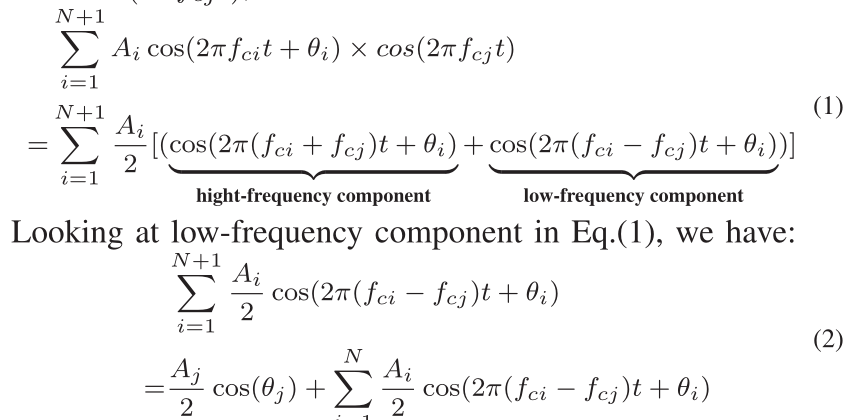 \sum_{i=1}^{N+1} A_i \cos(2\pi f_{ci} t + \theta_i) \times cos(2\pi f_{cj} t)
(1)
= \sum_{i=1}^{N+1} \frac{A_i}{2} [(\underbrace{\cos(2\pi(f_{ci} + f_{cj})t + \theta_i)}_{\text{hight-frequency component}} + \underbrace{\cos(2\pi(f_{ci} - f_{cj})t + \theta_i)}_{\text{low-frequency component}})]
Looking at low-frequency component in Eq.(1), we have:
\sum_{i=1}^{N+1} \frac{A_i}{2} \cos(2\pi(f_{ci} - f_{cj})t + \theta_i)
(2)
= \frac{A_j}{2} \cos(\theta_j) + \sum_{i=1}^{N} \frac{A_i}{2} \cos(2\pi(f_{ci} - f_{cj})t + \theta_i)